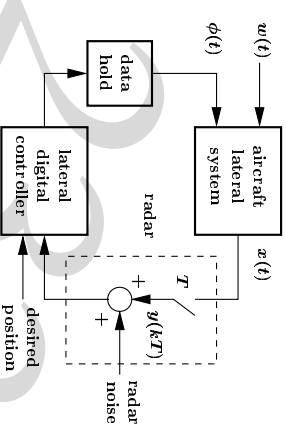 w(t)
ϕ(t)
aircraft
lateral
system
x(t)
data
hold
radar
T
y(kT)
+
+
lateral
digital
controller
desired
position
radar
noise